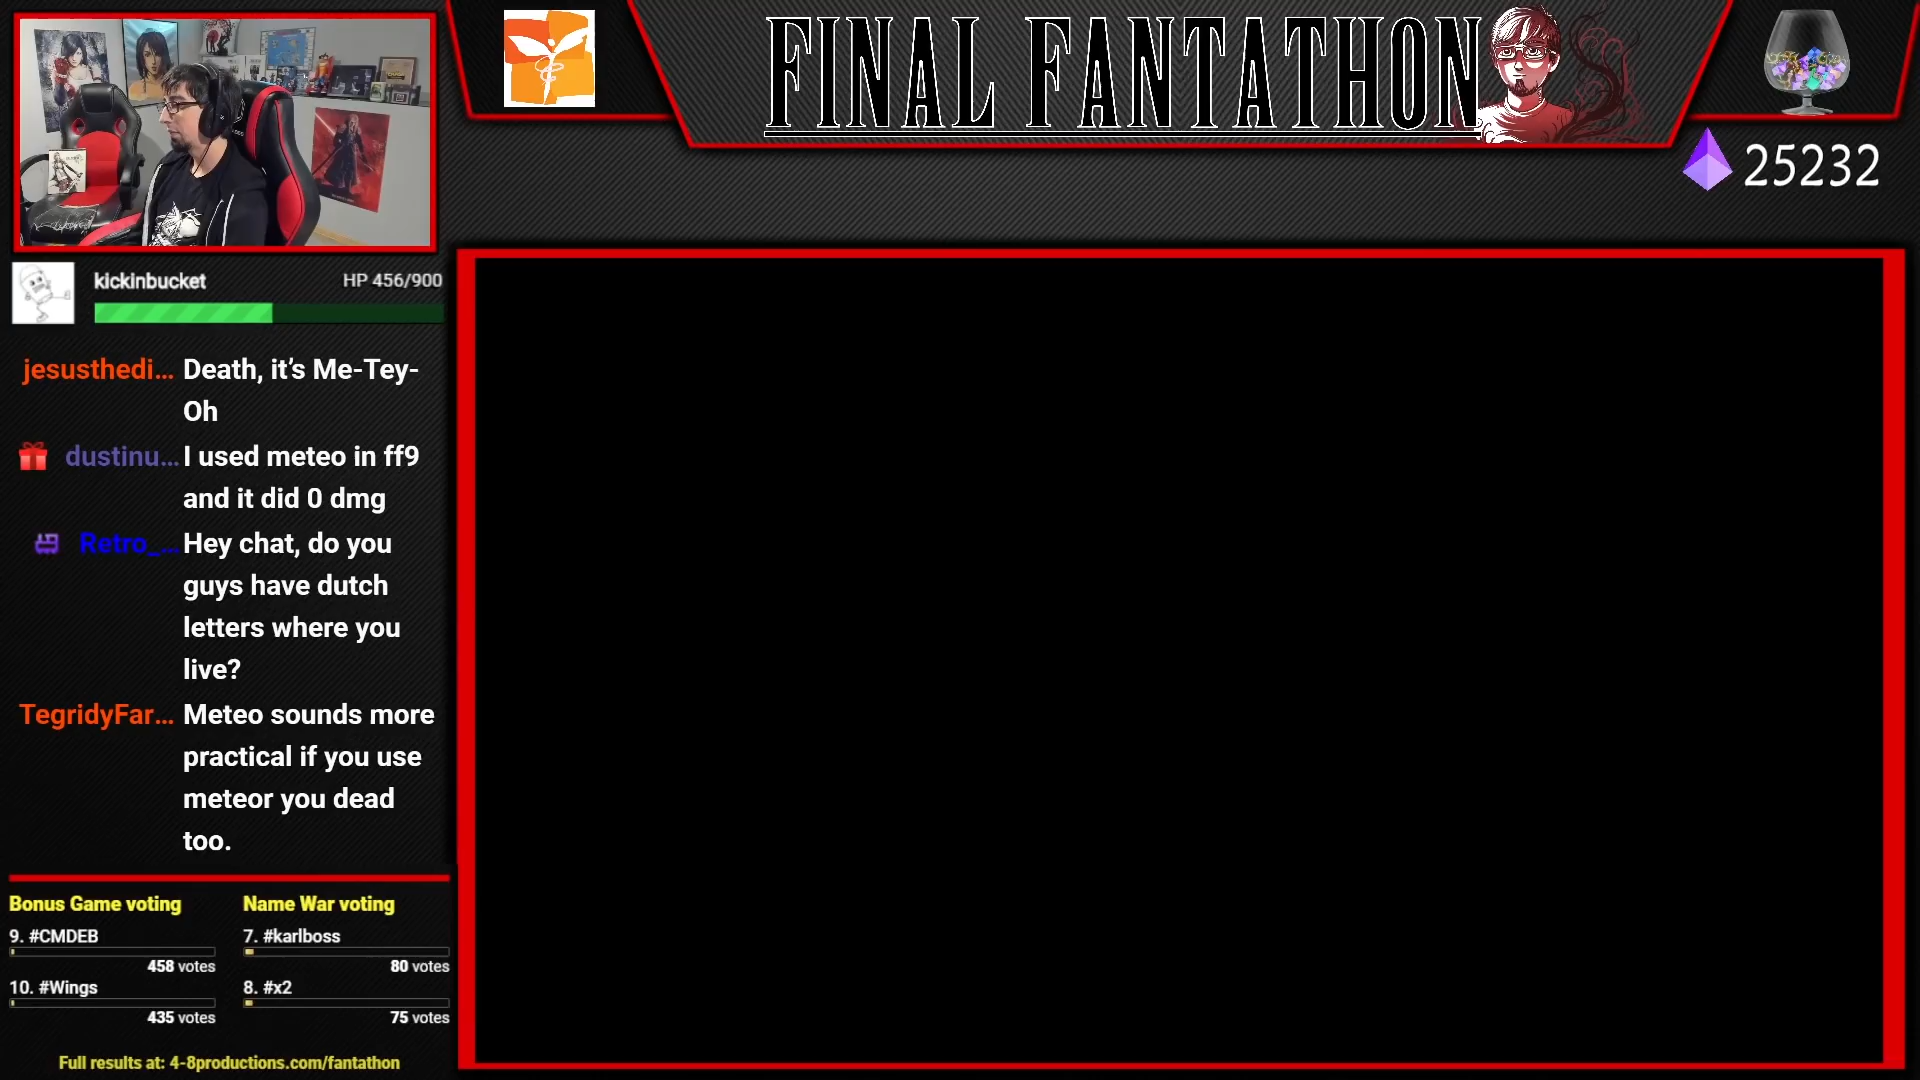 FINAL FANTATHON
25232
kickinbucket HP 456/900
jesusthedi... Death, it’s Me-Tey-
Oh
dustinu... I used meteo in ff9
and it did 0 dmg
Retro_... Hey chat, do you
guys have dutch
letters where you
live?
TegridyFar... Meteo sounds more
practical if you use
meteor you dead
too.
Bonus Game voting
9. #CMDEB
458 votes
10. #Wings
435 votes
Name War voting
7. #karlboss
80 votes
8. #x2
75 votes
Full results at: 4-8productions.com/fantathon